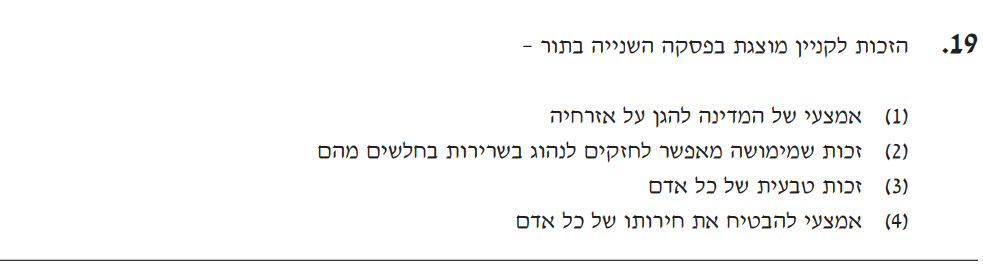 19. הזכות לקניין מוצגת בפסקה השנייה בתור –
(1) אמצעי של המדינה להגן על אזרחיה
(2) זכות שמימושה מאפשר לחזקים לנהוג בשרירות בחלשים מהם
(3) זכות טבעית של כל אדם
(4) אמצעי להבטיח את חירותו של כל אדם